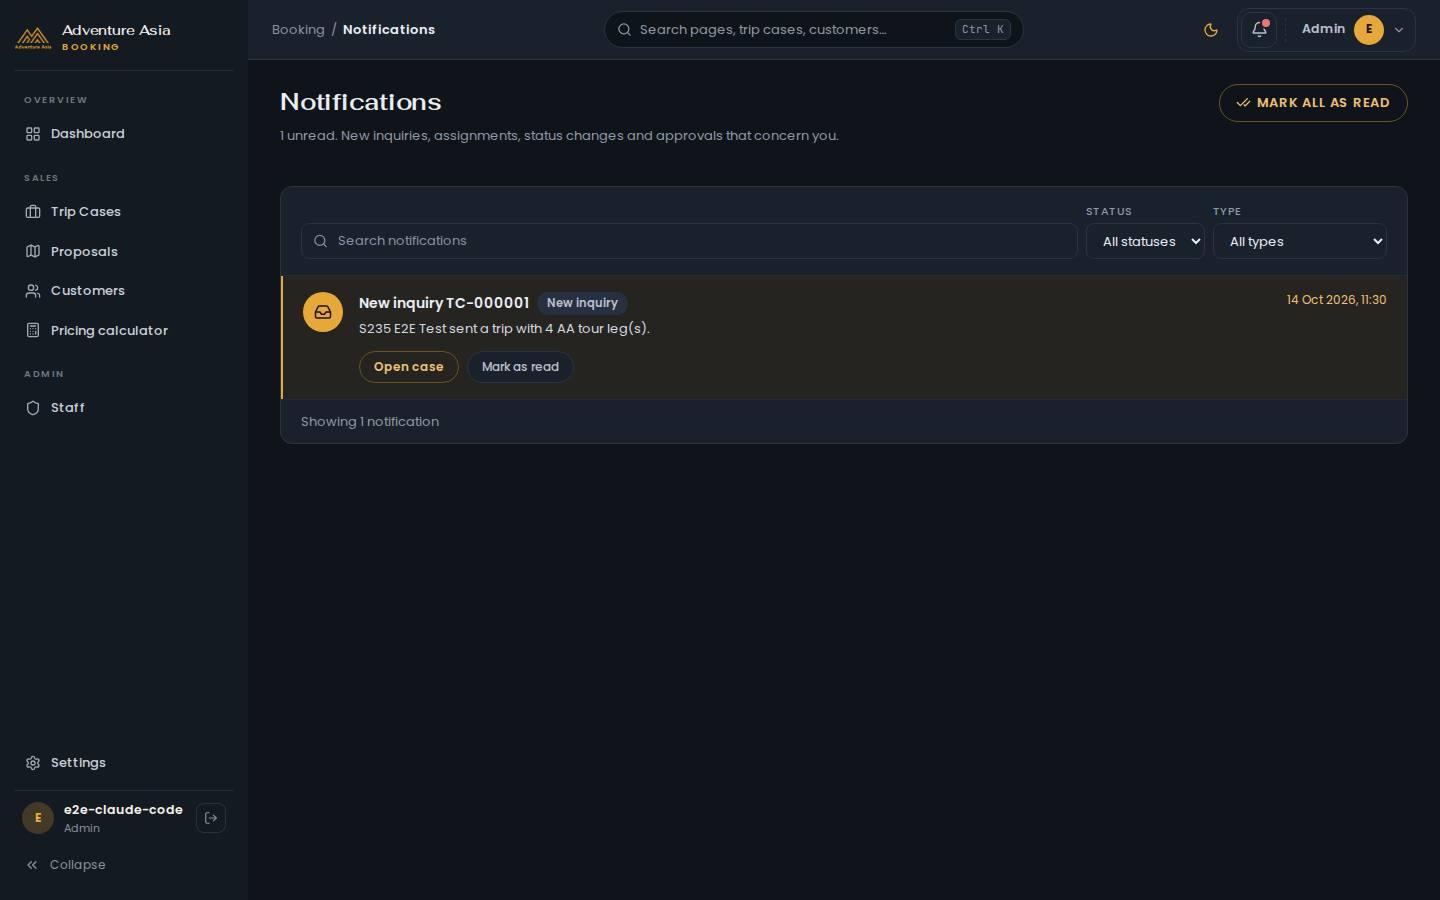 Adventure Asia
BOOKING
Adventure Asia
OVERVIEW
Dashboard
SALES
Trip Cases
Proposals
Customers
Pricing calculator
ADMIN
Staff
Settings
E
e2e-claude-code
Admin
Collapse
Booking / Notifications
Search pages, trip cases, customers…
Ctrl K
Admin
E
Notifications
1 unread. New inquiries, assignments, status changes and approvals that concern you.
MARK ALL AS READ
STATUS
TYPE
Search notifications
All statuses
All types
New inquiry TC-000001
New inquiry
14 Oct 2026, 11:30
S235 E2E Test sent a trip with 4 AA tour leg(s).
Open case
Mark as read
Showing 1 notification